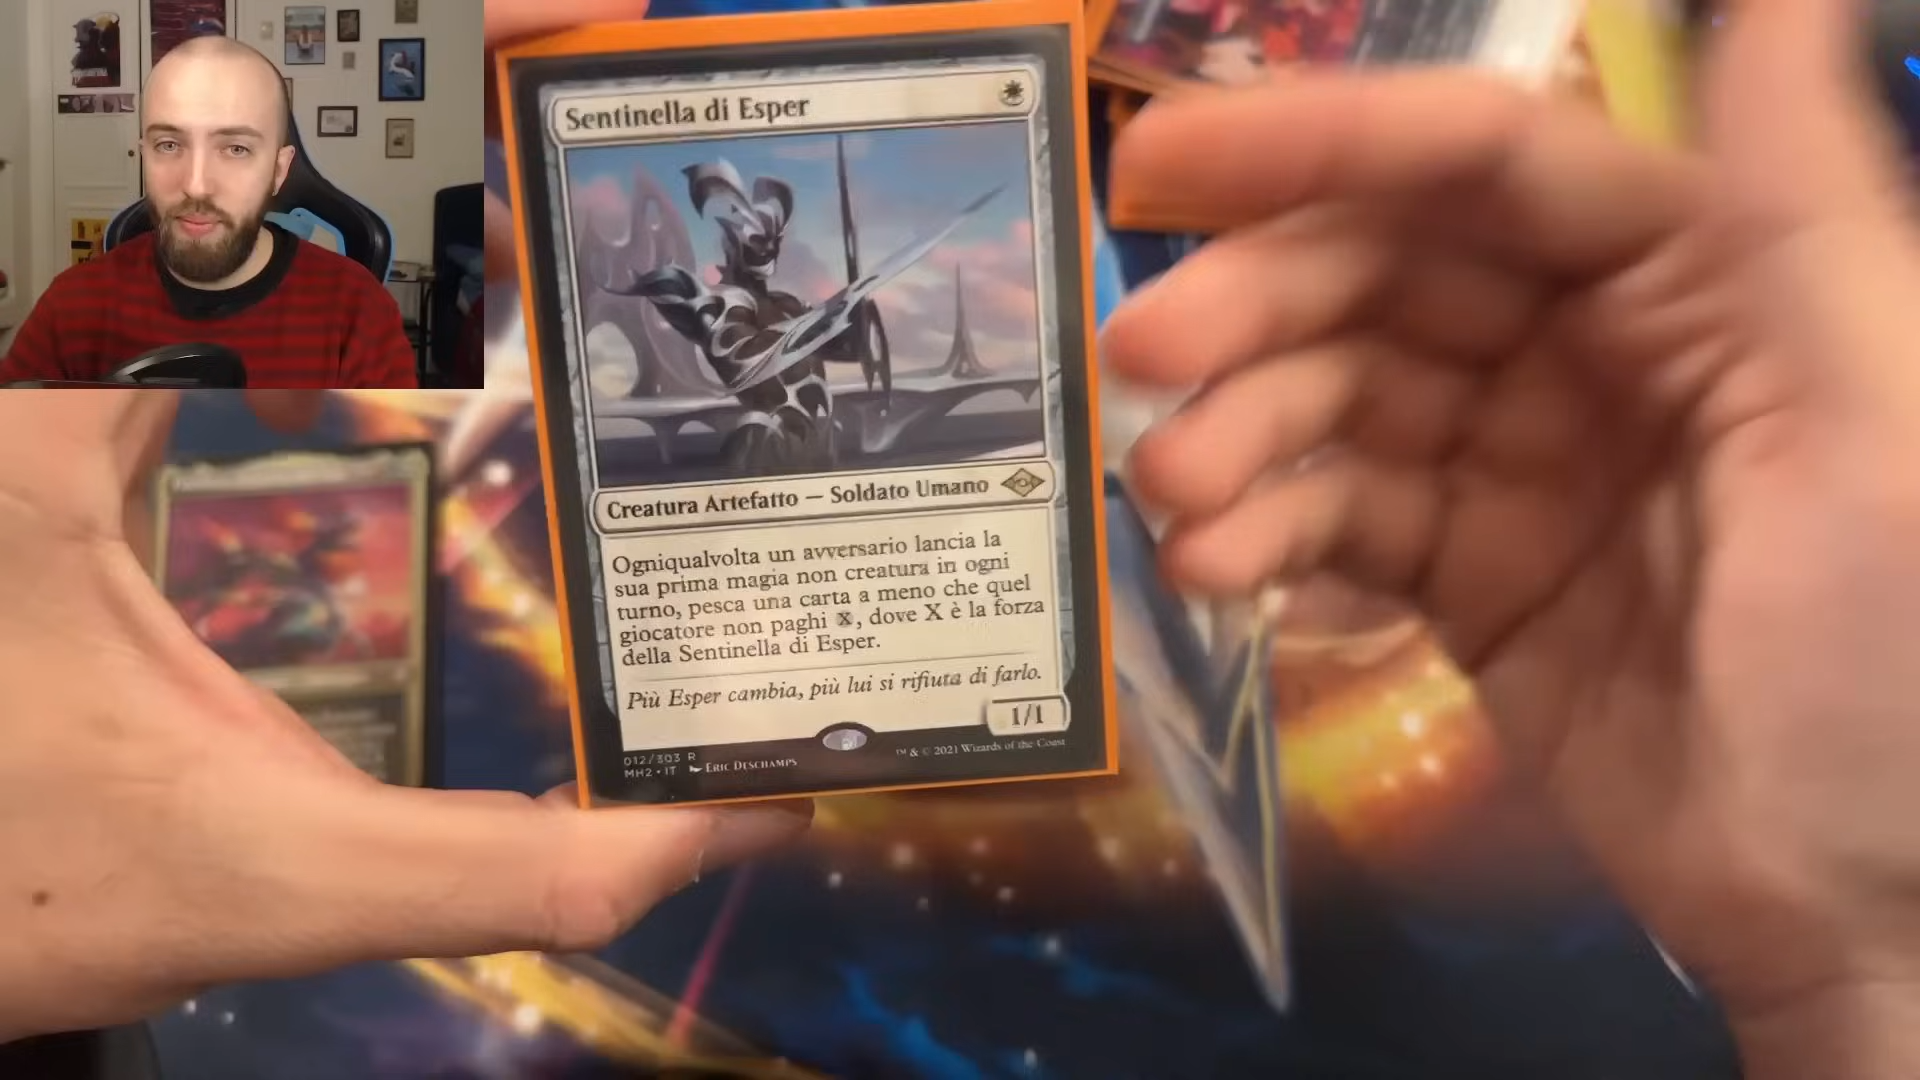 Sentinella di Esper
Creatura Artefatto — Soldato Umano
Ogniqualvolta un avversario lancia la
sua prima magia non creatura in ogni
turno, pesca una carta a meno che quel
giocatore non paghi X, dove X è la forza
della Sentinella di Esper.
Più Esper cambia, più lui si rifiuta di farlo.
1/1
012/303 R
MH2 • IT Eric Deschamps
™ & © 2021 Wizards of the Coast